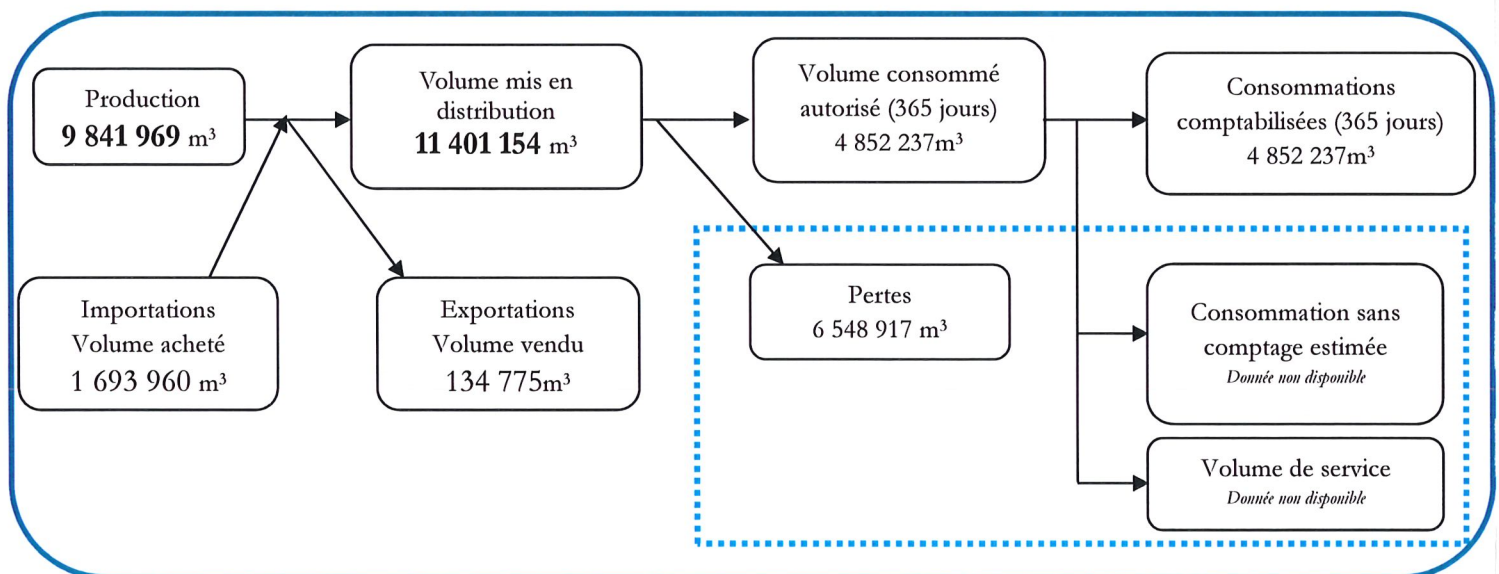 Production
9 841 969 m³
Volume mis en
distribution
11 401 154 m³
Volume consommé
autorisé (365 jours)
4 852 237m³
Consommations
comptabilisées (365 jours)
4 852 237m³
Importations
Volume acheté
1 693 960 m³
Exportations
Volume vendu
134 775m³
Pertes
6 548 917 m³
Consommation sans
comptage estimée
Donnée non disponible
Volume de service
Donnée non disponible